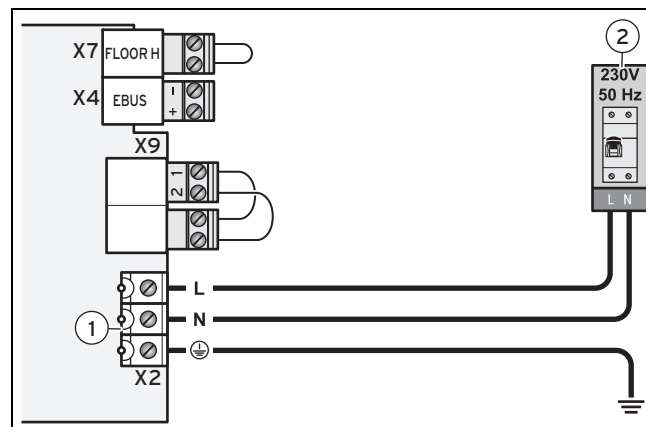 X7 FLOOR H
X4 EBUS - +
X9
1
2
L
N
X2
1
2
230V
50 Hz
L N